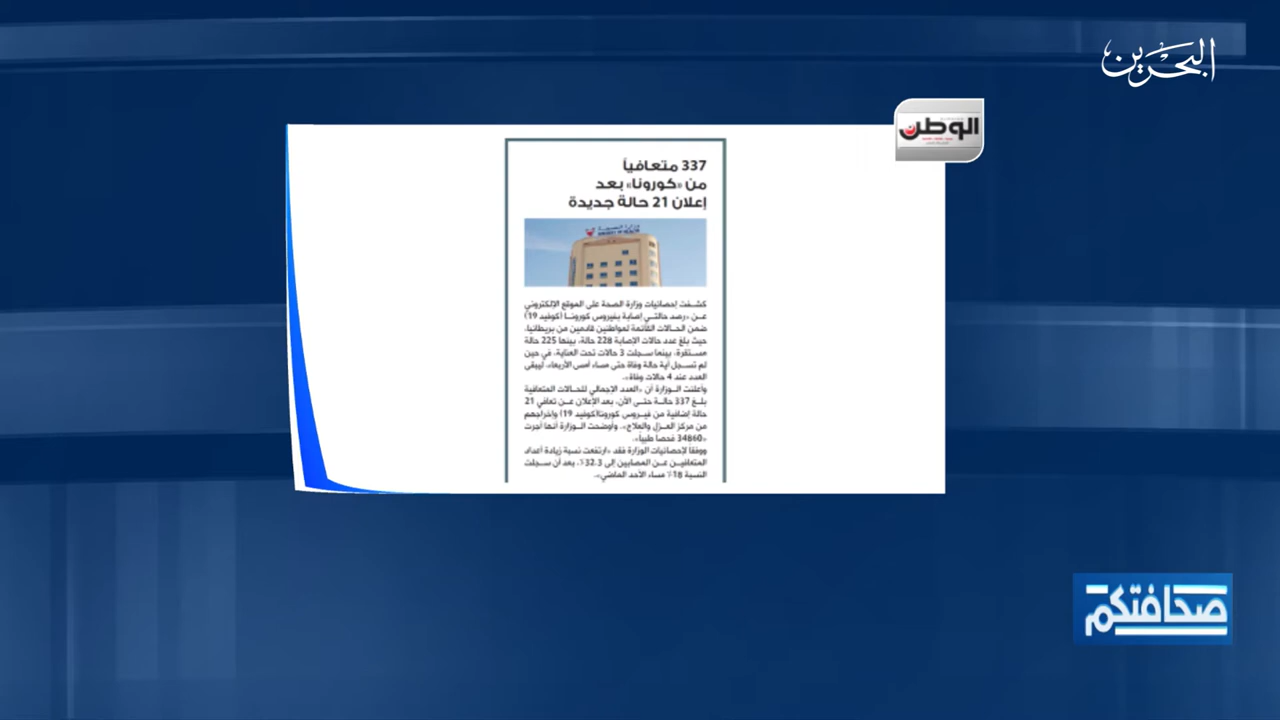 البحرين
الوطن
337 متعافياً
من «كورونا» بعد
إعلان 21 حالة جديدة
وزارة الصحة
MINISTRY OF HEALTH
كشفت إحصائيات وزارة الصحة على الموقع الإلكتروني
عن «رصد حالتي إصابة بفيروس كورونا (كوفيد 19)
ضمن الحالات القائمة لمواطنين قادمين من بريطانيا،
حيث بلغ عدد حالات الإصابة 228 حالة، بينها 225 حالة
مستقرة، بينما سجلت 3 حالات تحت العناية، في حين
لم تسجل أية حالة وفاة حتى مساء أمس الأربعاء، ليبقى
العدد عند 4 حالات وفاة».
وأعلنت الوزارة أن «العدد الإجمالي للحالات المتعافية
بلغ 337 حالة حتى الآن، بعد الإعلان عن تعافي 21
حالة إضافية من فيروس كورونا(كوفيد 19) وإخراجهم
من مركز العزل والعلاج». وأوضحت الوزارة أنها أجرت
«34860 فحصاً طبياً».
ووفقاً لإحصائيات الوزارة فقد «ارتفعت نسبة زيادة أعداد
المتعافين عن المصابين إلى 32.3٪، بعد أن سجلت
النسبة 18٪ مساء الأحد الماضي».
صحافتكم